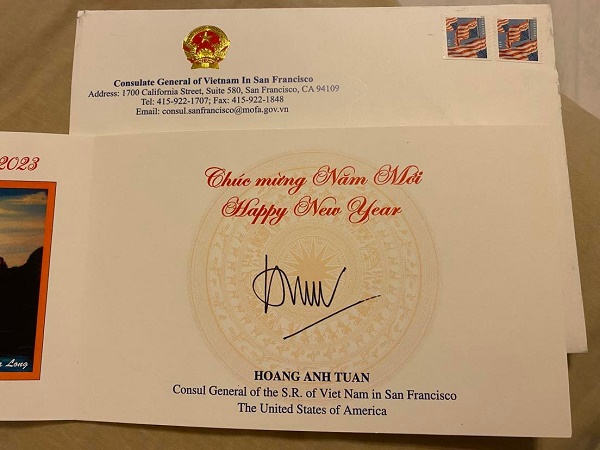 Consulate General of Vietnam In San Francisco
Address: 1700 California Street, Suite 580, San Francisco, CA 94109
Tel: 415-922-1707; Fax: 415-922-1848
Email: consul.sanfrancisco@mofa.gov.vn
2023
Long
Chúc mừng Năm Mới
Happy New Year
HOANG ANH TUAN
Consul General of the S.R. of Viet Nam in San Francisco
The United States of America